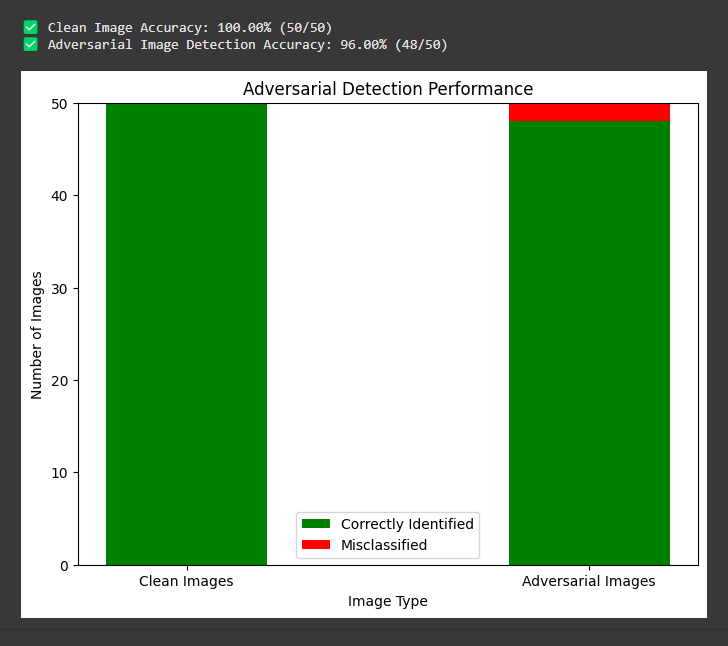 ✅ Clean Image Accuracy: 100.00% (50/50)
✅ Adversarial Image Detection Accuracy: 96.00% (48/50)
Adversarial Detection Performance
50
40
30
20
10
0
Number of Images
Correctly Identified
Misclassified
Clean Images
Adversarial Images
Image Type